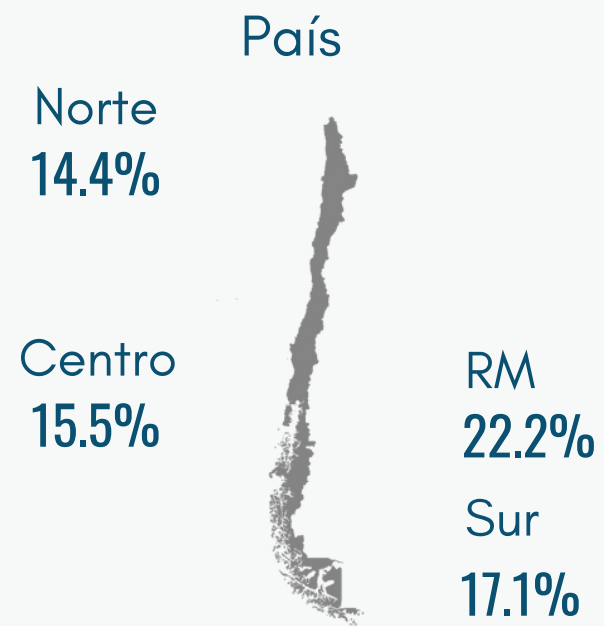 País
Norte
14.4%
Centro
15.5%
RM
22.2%
Sur
17.1%